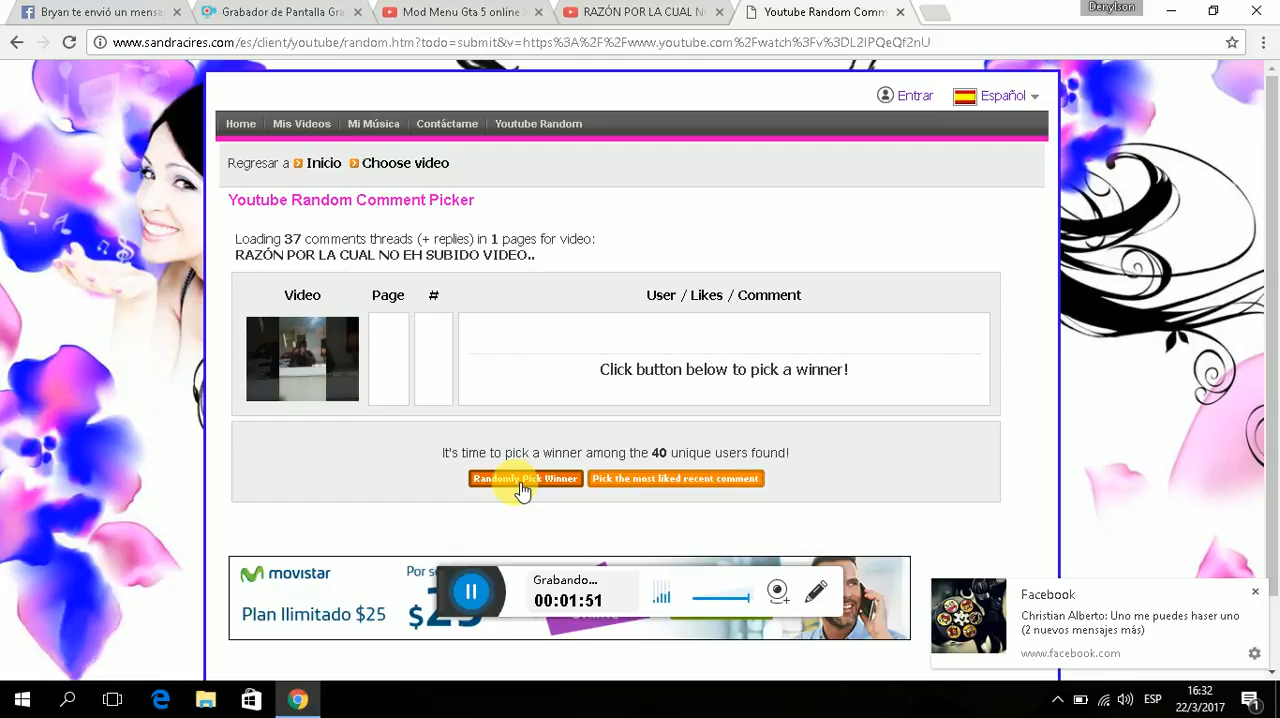 Bryan te envió un mensa
Grabador de Pantalla Gra
Mod Menu Gta 5 online
RAZÓN POR LA CUAL N
Youtube Random Comm
Denylson
www.sandracires.com/es/client/youtube/random.htm?todo=submit&v=https%3A%2F%2Fwww.youtube.com%2Fwatch%3Fv%3DL2IPQeQf2nU
Entrar
Español
Home
Mis Videos
Mi Música
Contáctame
Youtube Random
Regresar a Inicio Choose video
Youtube Random Comment Picker
Loading 37 comments threads (+ replies) in 1 pages for video:
RAZÓN POR LA CUAL NO EH SUBIDO VIDEO..
Video
Page
#
User / Likes / Comment
Click button below to pick a winner!
It's time to pick a winner among the 40 unique users found!
Randomly Pick Winner
Pick the most liked recent comment
movistar
Plan Ilimitado $25
Por
Grabando...
00:01:51
Facebook
Christian Alberto: Uno me puedes haser uno
(2 nuevos mensajes más)
www.facebook.com
ESP
16:32
22/3/2017
1